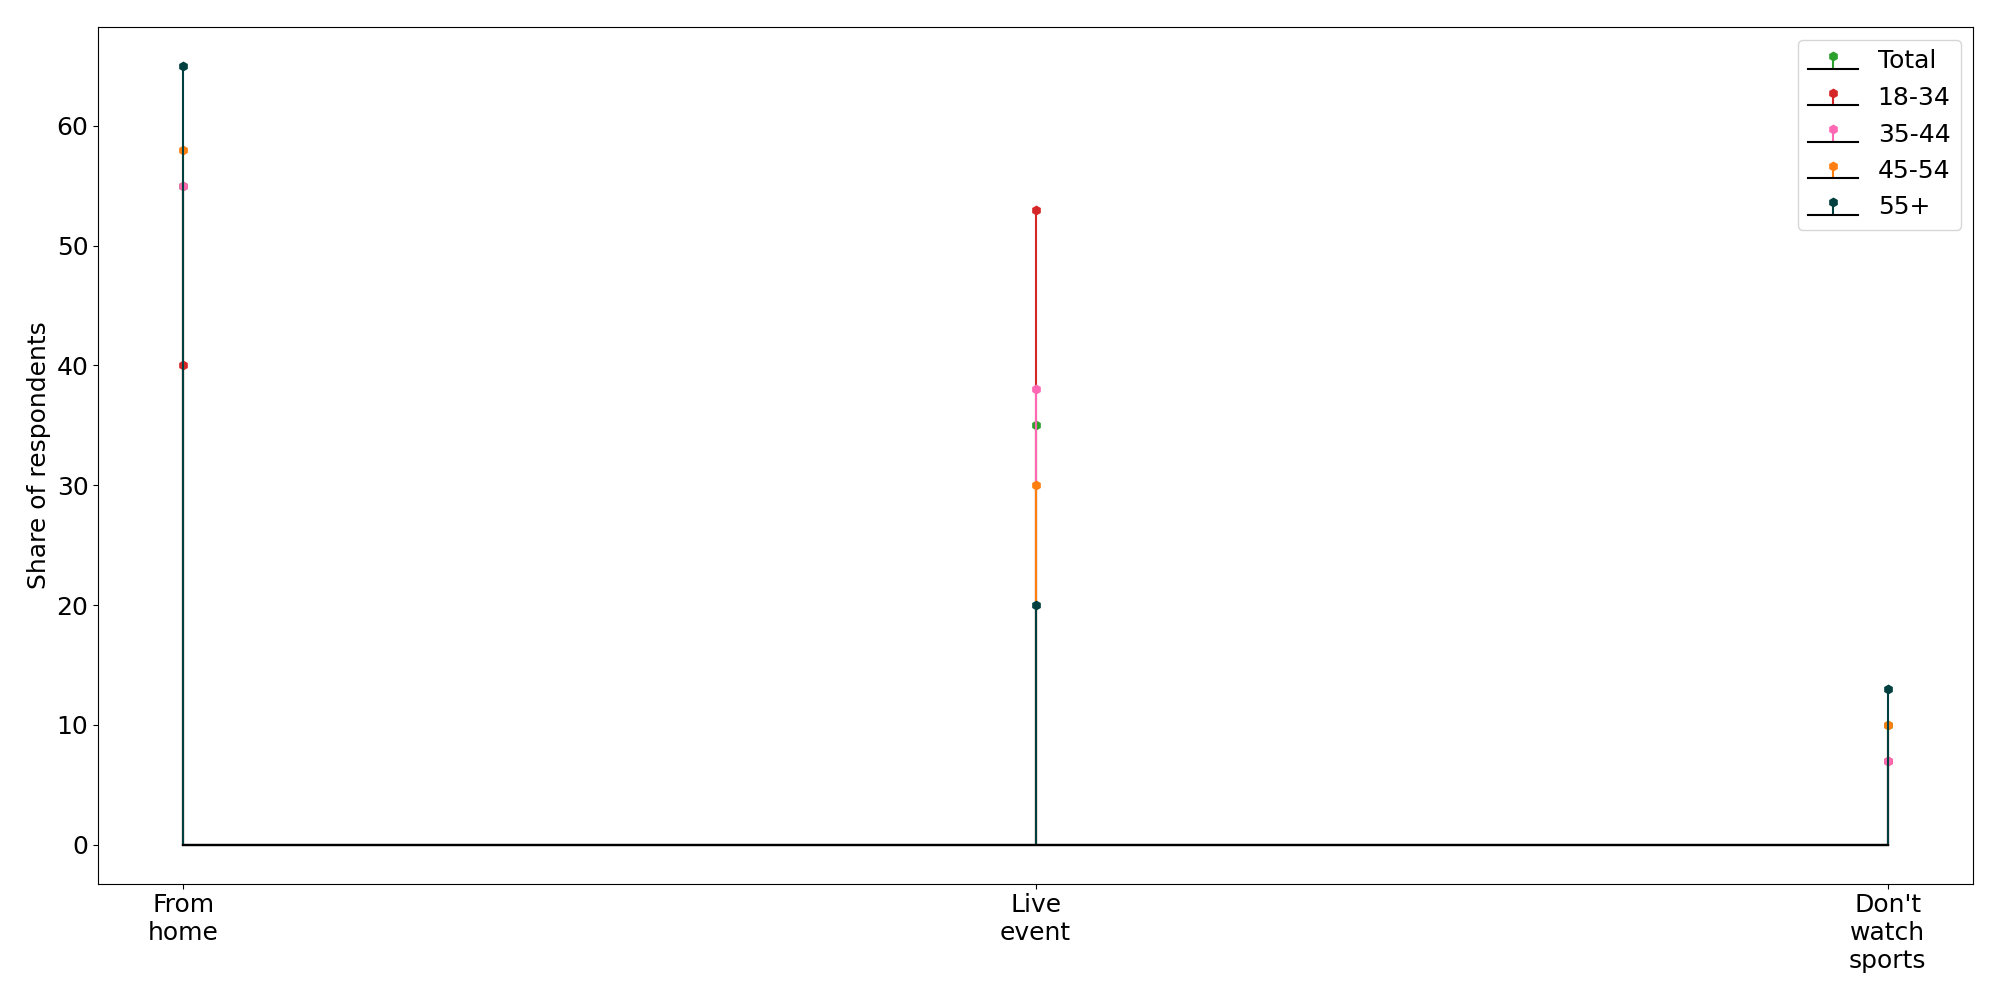 Total
18-34
35-44
45-54
55+
Share of respondents
60
50
40
30
20
10
0
From
home
Live
event
Don't
watch
sports